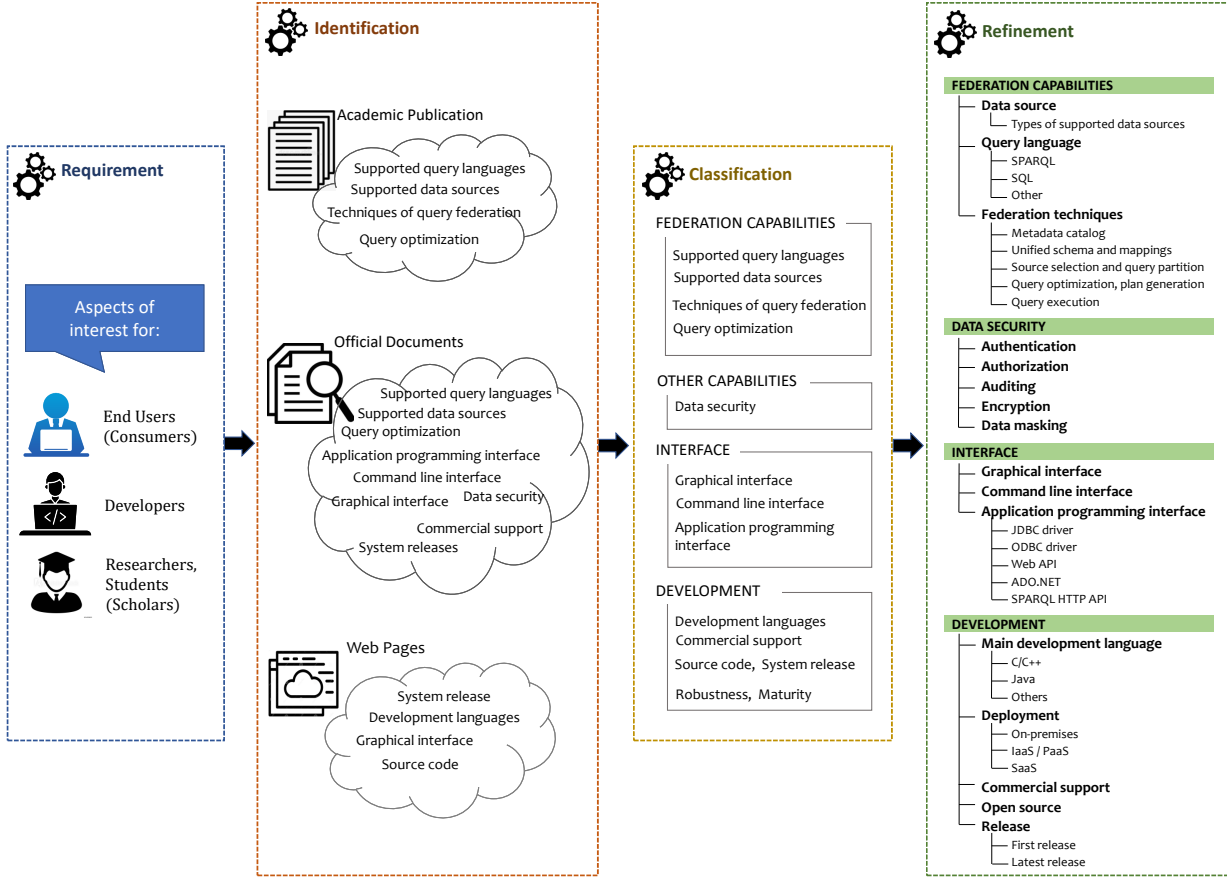 Requirement
Aspects of
interest for:
End Users
(Consumers)
Developers
</>
Researchers,
Students
(Scholars)
Identification
Academic Publication
Supported query languages
Supported data sources
Techniques of query federation
Query optimization
Official Documents
Supported query languages
Supported data sources
Query optimization
Application programming interface
Command line interface
Graphical interface
Data security
Commercial support
System releases
Web Pages
System release
Development languages
Graphical interface
Source code
Classification
FEDERATION CAPABILITIES
Supported query languages
Supported data sources
Techniques of query federation
Query optimization
OTHER CAPABILITIES
Data security
INTERFACE
Graphical interface
Command line interface
Application programming
interface
DEVELOPMENT
Development languages
Commercial support
Source code, System release
Robustness, Maturity
Refinement
FEDERATION CAPABILITIES
Data source
Types of supported data sources
Query language
SPARQL
SQL
Other
Federation techniques
Metadata catalog
Unified schema and mappings
Source selection and query partition
Query optimization, plan generation
Query execution
DATA SECURITY
Authentication
Authorization
Auditing
Encryption
Data masking
INTERFACE
Graphical interface
Command line interface
Application programming interface
JDBC driver
ODBC driver
Web API
ADO.NET
SPARQL HTTP API
DEVELOPMENT
Main development language
C/C++
Java
Others
Deployment
On-premises
IaaS / PaaS
SaaS
Commercial support
Open source
Release
First release
Latest release